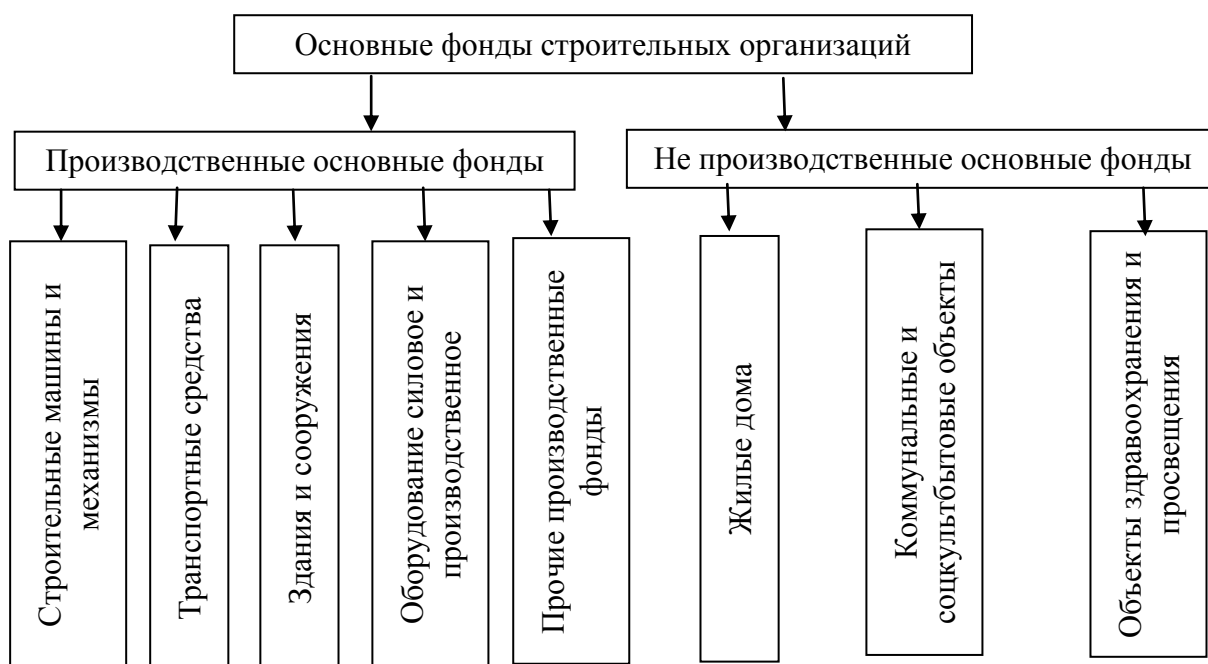 Основные фонды строительных организаций
Производственные основные фонды
Не производственные основные фонды
Строительные машины и
механизмы
Транспортные средства
Здания и сооружения
Оборудование силовое и
производственное
Прочие производственные
фонды
Жилые дома
Коммунальные и
соцкультбытовые объекты
Объекты здравоохранения и
просвещения